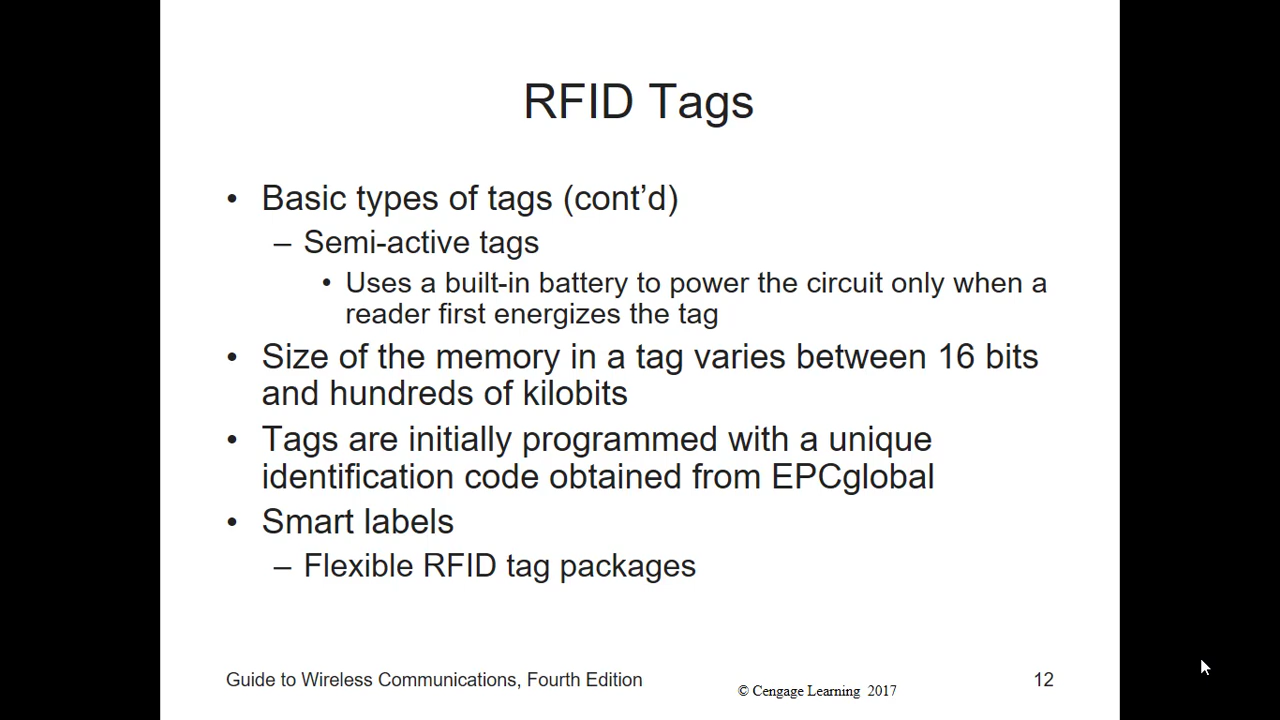 RFID Tags
• Basic types of tags (cont’d)
– Semi-active tags
• Uses a built-in battery to power the circuit only when a
reader first energizes the tag
• Size of the memory in a tag varies between 16 bits
and hundreds of kilobits
• Tags are initially programmed with a unique
identification code obtained from EPCglobal
• Smart labels
– Flexible RFID tag packages
Guide to Wireless Communications, Fourth Edition
© Cengage Learning 2017
12